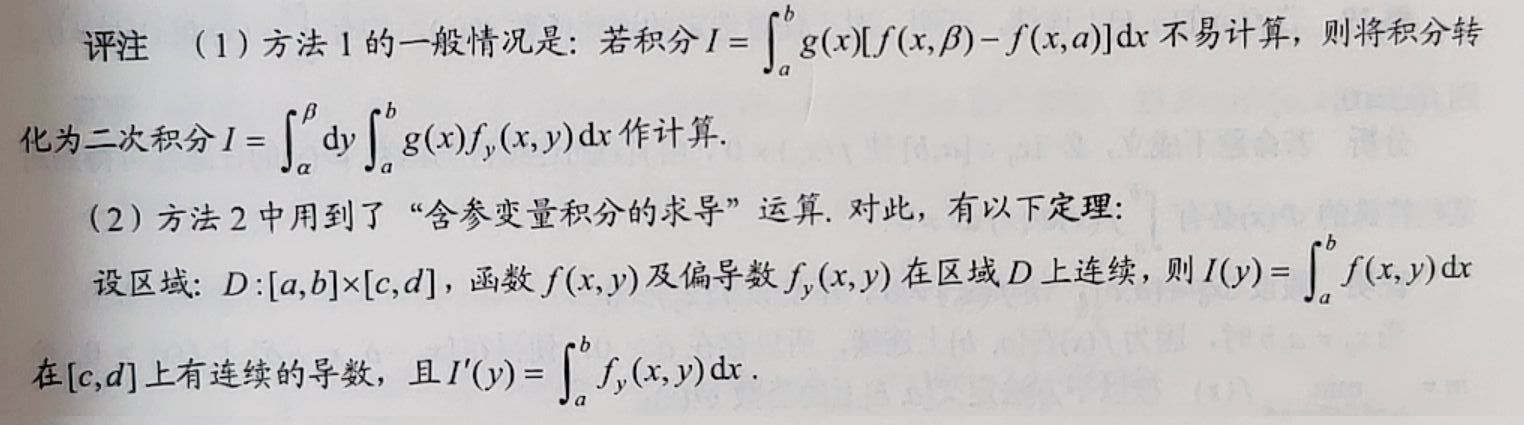 评注 （1）方法 1 的一般情况是：若积分 $I=\int_a^b g(x)[f(x,\beta)-f(x,a)]\mathrm{d}x$ 不易计算，则将积分转
化为二次积分 $I=\int_\alpha^\beta \mathrm{d}y\int_a^b g(x)f_y(x,y)\mathrm{d}x$ 作计算.
（2）方法 2 中用到了“含参变量积分的求导”运算. 对此，有以下定理：
设区域：$D:[a,b]\times[c,d]$，函数 $f(x,y)$ 及偏导数 $f_y(x,y)$ 在区域 $D$ 上连续，则 $I(y)=\int_a^b f(x,y)\mathrm{d}x$
在 $[c,d]$ 上有连续的导数，且 $I'(y)=\int_a^b f_y(x,y)\mathrm{d}x$ .